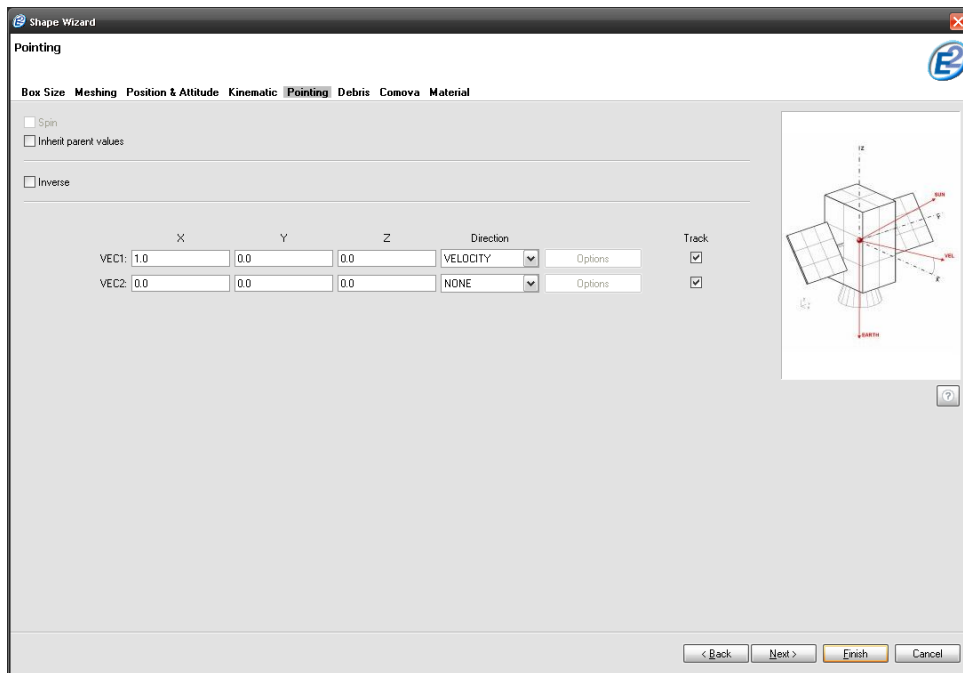 E2 Shape Wizard
Pointing
E2
Box Size Meshing Position & Attitude Kinematic Pointing Debris Comova Material
Spin
Inherit parent values
Inverse
X Y Z Direction Track
VEC1: 1.0 0.0 0.0 VELOCITY Options
VEC2: 0.0 0.0 0.0 NONE Options
Z
SUN
VEL
X
EARTH
?
< Back Next > Finish Cancel